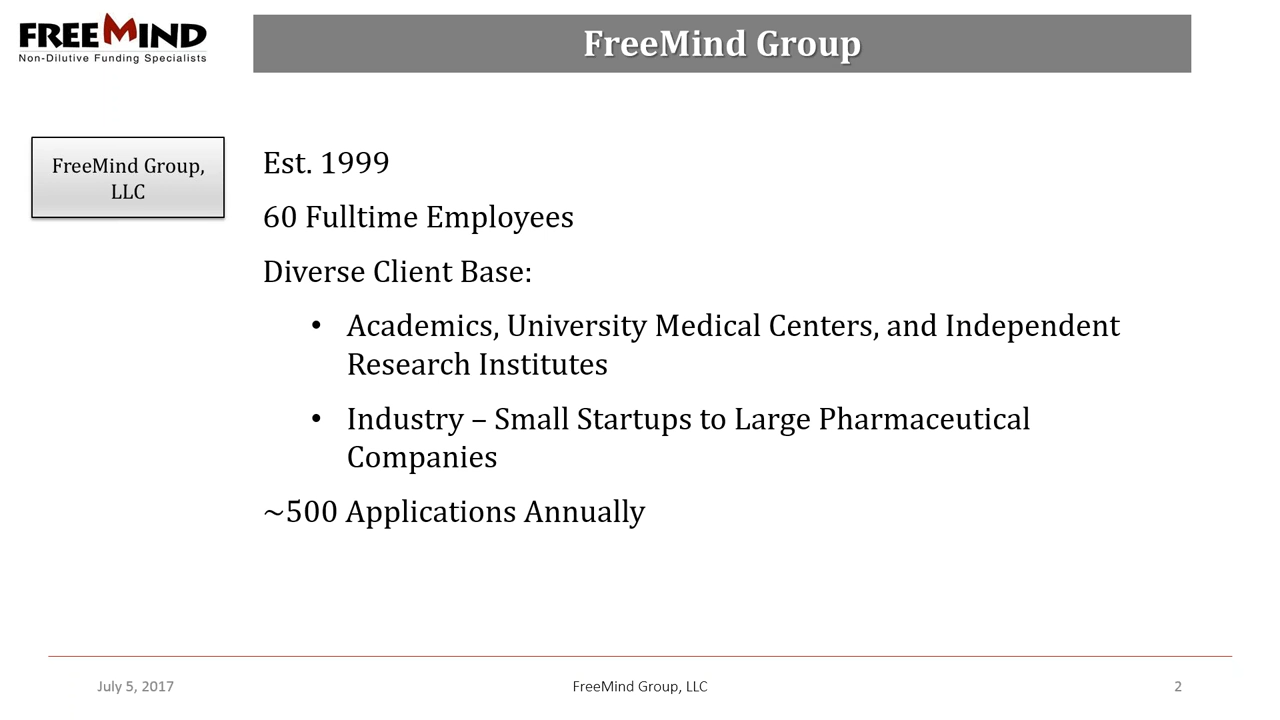 FREEMIND
Non-Dilutive Funding Specialists
FreeMind Group
FreeMind Group,
LLC
Est. 1999
60 Fulltime Employees
Diverse Client Base:
• Academics, University Medical Centers, and Independent
Research Institutes
• Industry – Small Startups to Large Pharmaceutical
Companies
~500 Applications Annually
July 5, 2017
FreeMind Group, LLC
2